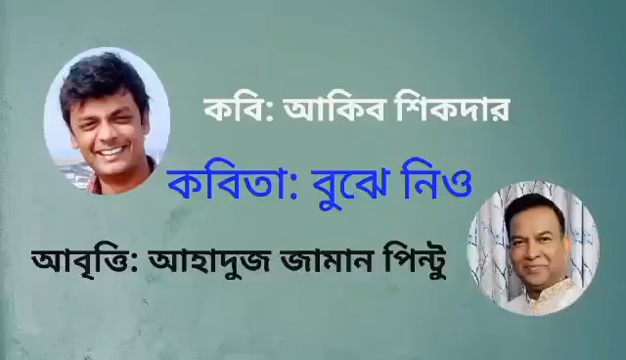 কবি: আকিব শিকদার
কবিতা: বুঝে নিও
আবৃত্তি: আহাদুজ জামান পিন্টু